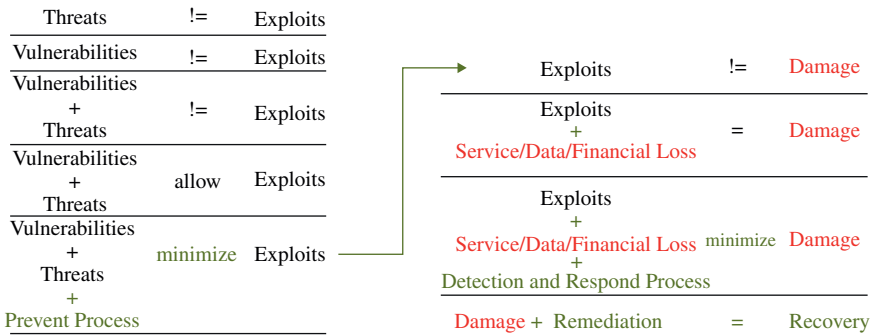 Threats != Exploits
Vulnerabilities != Exploits
Vulnerabilities
+
Threats
!= Exploits
Vulnerabilities
+
Threats
allow Exploits
Vulnerabilities
+
Threats
+
Prevent Process
minimize Exploits
Exploits != Damage
Exploits
+
Service/Data/Financial Loss
= Damage
Exploits
+
Service/Data/Financial Loss
+
Detection and Respond Process
minimize Damage
Damage + Remediation = Recovery